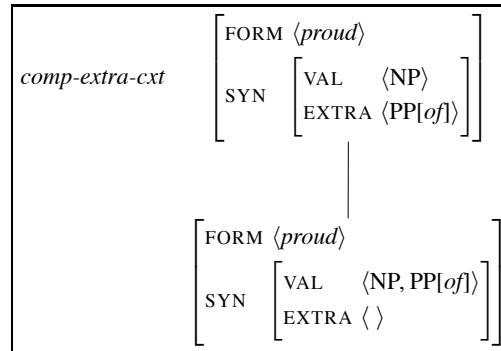 FORM ⟨proud⟩
comp-extra-cxt
SYN [VAL ⟨NP⟩
EXTRA ⟨PP[of]⟩]
FORM ⟨proud⟩
SYN [VAL ⟨NP, PP[of]⟩
EXTRA ⟨ ⟩]